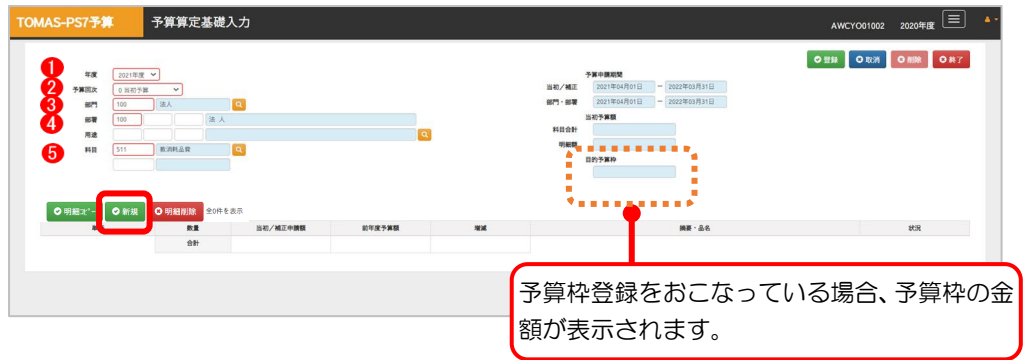 TOMAS-PS7予算 予算算定基礎入力 AWCYO01002 2020年度
登録 取消 削除 終了
1 年度 2021年度
2 予算回次 0 当初予算
3 部門 100 法人
4 部署 100 法 人
用途
5 科目 511 教消耗品費
予算申請期間
当初/補正 2021年04月01日 ~ 2022年03月31日
部門・部署 2021年04月01日 ~ 2022年03月31日
当初予算額
科目合計
明細額
目的予算枠
明細コピー 新規 明細削除 全0件を表示
数量 当初/補正申請額 前年度予算額 増減 摘要・品名 状況
合計
予算枠登録をおこなっている場合、予算枠の金
額が表示されます。